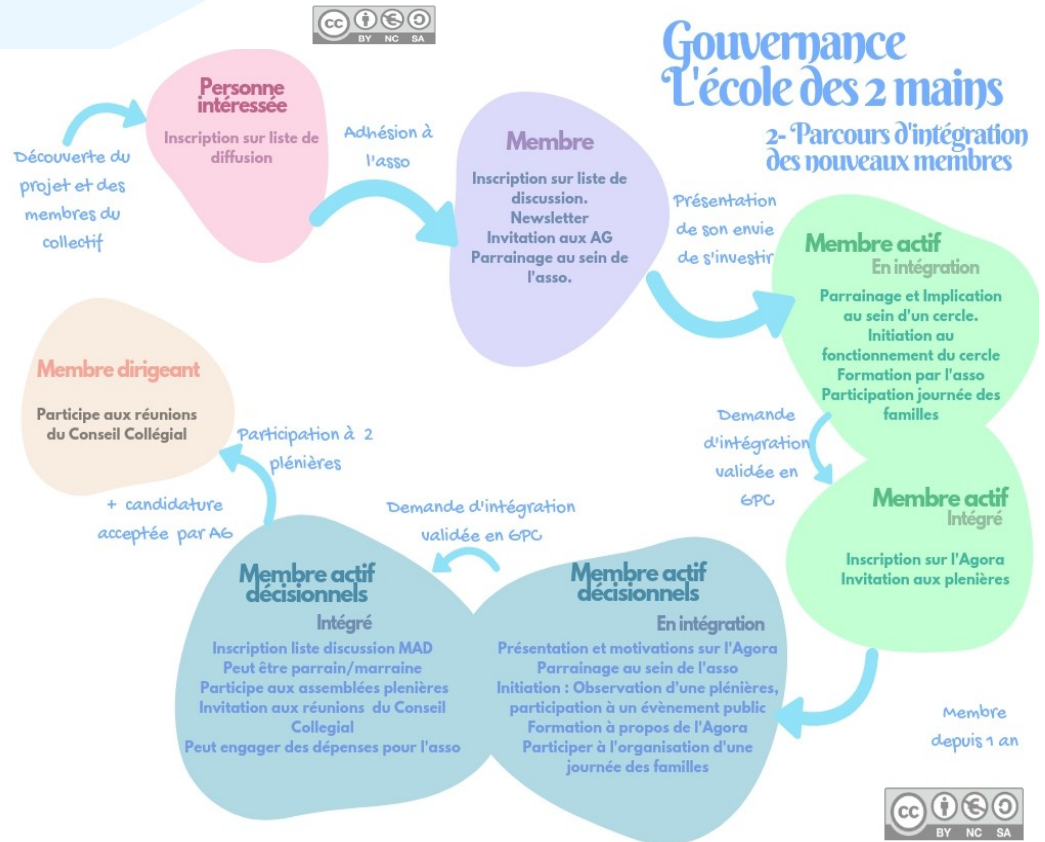 cc
BY NC SA
Gouvernance
L'école des 2 mains
2- Parcours d'intégration
des nouveaux membres
Découverte du
projet et des
membres du
collectif
Personne
intéressée
Inscription sur liste de
diffusion
Adhésion à
l'asso
Membre
Inscription sur liste de
discussion.
Newsletter
Invitation aux AG
Parrainage au sein de
l'asso.
Présentation
de son envie
de s'investir
Membre actif
En intégration
Parrainage et Implication
au sein d'un cercle.
Initiation au
fonctionnement du cercle
Formation par l'asso
Participation journée des
familles
Demande
d'intégration
validée en
GPC
Membre actif
Intégré
Inscription sur l'Agora
Invitation aux plenières
Membre
depuis 1 an
Membre actif
décisionnels
En intégration
Présentation et motivations sur l'Agora
Parrainage au sein de l'asso
Initiation : Observation d'une plénières,
participation à un évènement public
Formation à propos de l'Agora
Participer à l'organisation d'une
journée des familles
Demande d'intégration
validée en GPC
Membre actif
décisionnels
Intégré
Inscription liste discussion MAD
Peut être parrain/marraine
Participe aux assemblées plenières
Invitation aux réunions du Conseil
Collegial
Peut engager des dépenses pour l'asso
Participation à 2
plénières
+ candidature
acceptée par AG
Membre dirigeant
Participe aux réunions
du Conseil Collégial
cc
BY NC SA